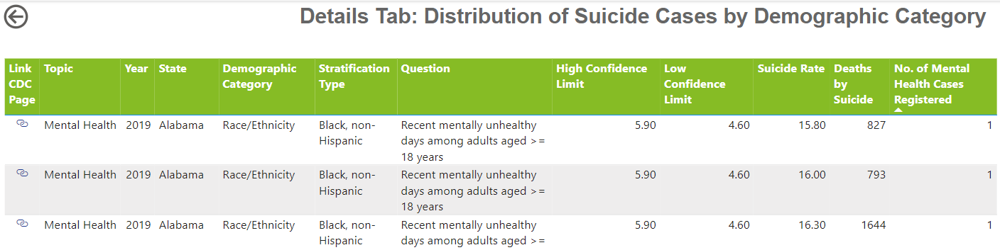 Details Tab: Distribution of Suicide Cases by Demographic Category
Link CDC Page Topic Year State Demographic Category Stratification Type Question High Confidence Limit Low Confidence Limit Suicide Rate Deaths by Suicide No. of Mental Health Cases Registered
Mental Health 2019 Alabama Race/Ethnicity Black, non-Hispanic Recent mentally unhealthy days among adults aged >= 18 years 5.90 4.60 15.80 827 1
Mental Health 2019 Alabama Race/Ethnicity Black, non-Hispanic Recent mentally unhealthy days among adults aged >= 18 years 5.90 4.60 16.00 793 1
Mental Health 2019 Alabama Race/Ethnicity Black, non-Hispanic Recent mentally unhealthy days among adults aged >= 5.90 4.60 16.30 1644 1